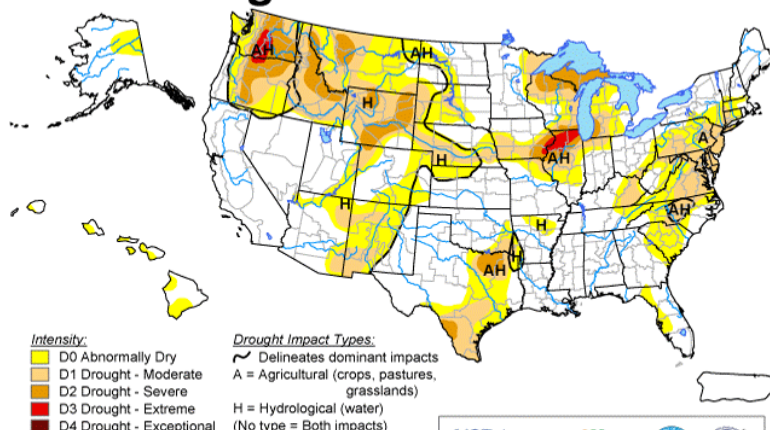 AH
AH
H
A
H
AH
H
AH
H
AH
H
Intensity:
D0 Abnormally Dry
D1 Drought - Moderate
D2 Drought - Severe
D3 Drought - Extreme
D4 Drought - Exceptional
Drought Impact Types:
Delineates dominant impacts
A = Agricultural (crops, pastures,
grasslands)
H = Hydrological (water)
(No type = Both impacts)